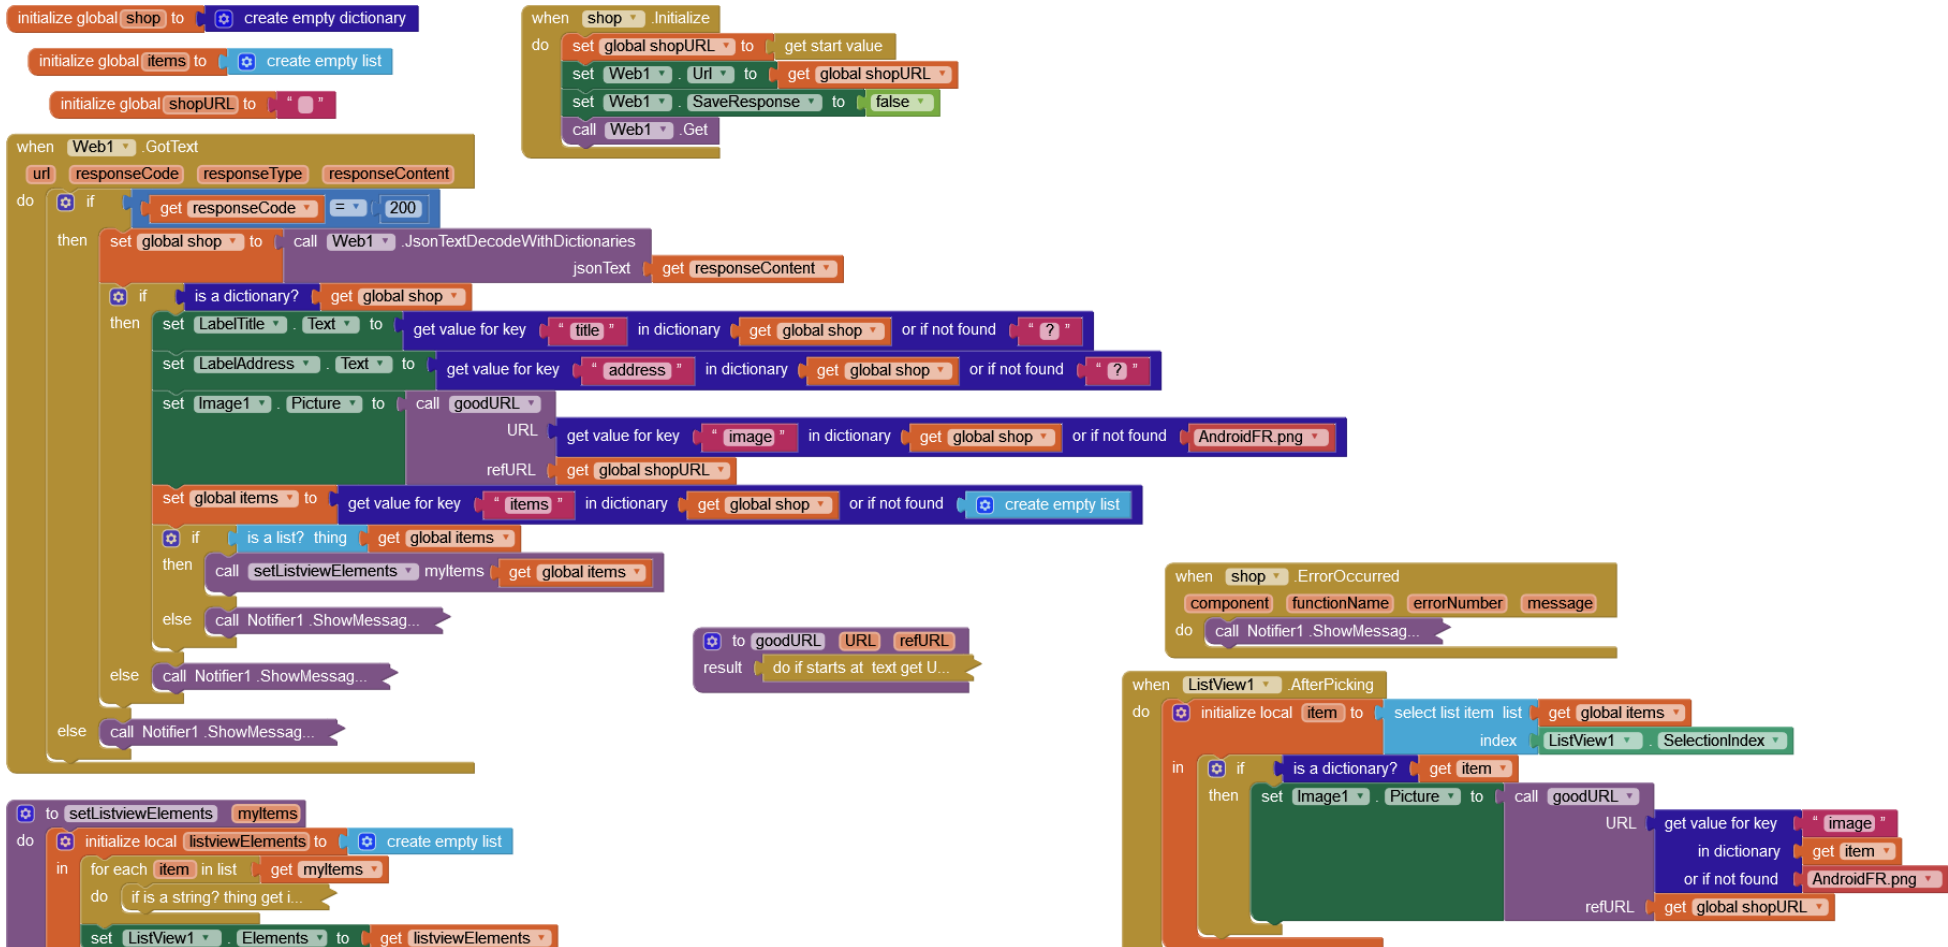 initialize global shop to create empty dictionary
initialize global items to create empty list
initialize global shopURL to " "
when shop .Initialize
do set global shopURL to get start value
set Web1 . Url to get global shopURL
set Web1 . SaveResponse to false
call Web1 .Get
when Web1 .GotText
url responseCode responseType responseContent
do if get responseCode = 200
then set global shop to call Web1 .JsonTextDecodeWithDictionaries
jsonText get responseContent
if is a dictionary? get global shop
then set LabelTitle . Text to get value for key " title " in dictionary get global shop or if not found " ? "
set LabelAddress . Text to get value for key " address " in dictionary get global shop or if not found " ? "
set Image1 . Picture to call goodURL
URL get value for key " image " in dictionary get global shop or if not found AndroidFR.png
refURL get global shopURL
set global items to get value for key " items " in dictionary get global shop or if not found create empty list
if is a list? thing get global items
then call setListviewElements myItems get global items
else call Notifier1 .ShowMessag...
else call Notifier1 .ShowMessag...
else call Notifier1 .ShowMessag...
to goodURL URL refURL
result do if starts at text get U...
when shop .ErrorOccurred
component functionName errorNumber message
do call Notifier1 .ShowMessag...
when ListView1 .AfterPicking
do initialize local item to select list item list get global items
index ListView1 . SelectionIndex
in if is a dictionary? get item
then set Image1 . Picture to call goodURL
URL get value for key " image "
in dictionary get item
or if not found AndroidFR.png
refURL get global shopURL
to setListviewElements myItems
do initialize local listviewElements to create empty list
in for each item in list get myItems
do if is a string? thing get i...
set ListView1 . Elements to get listviewElements